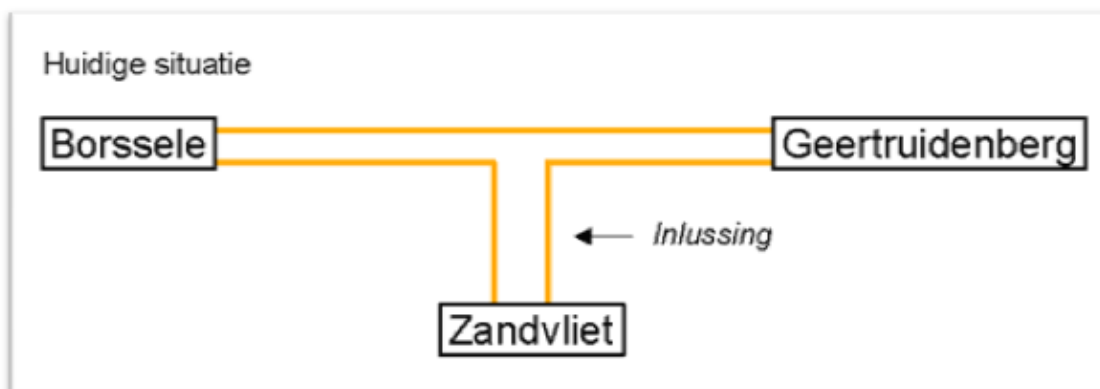 Huidige situatie
Borssele
Geertruidenberg
Inlussing
Zandvliet